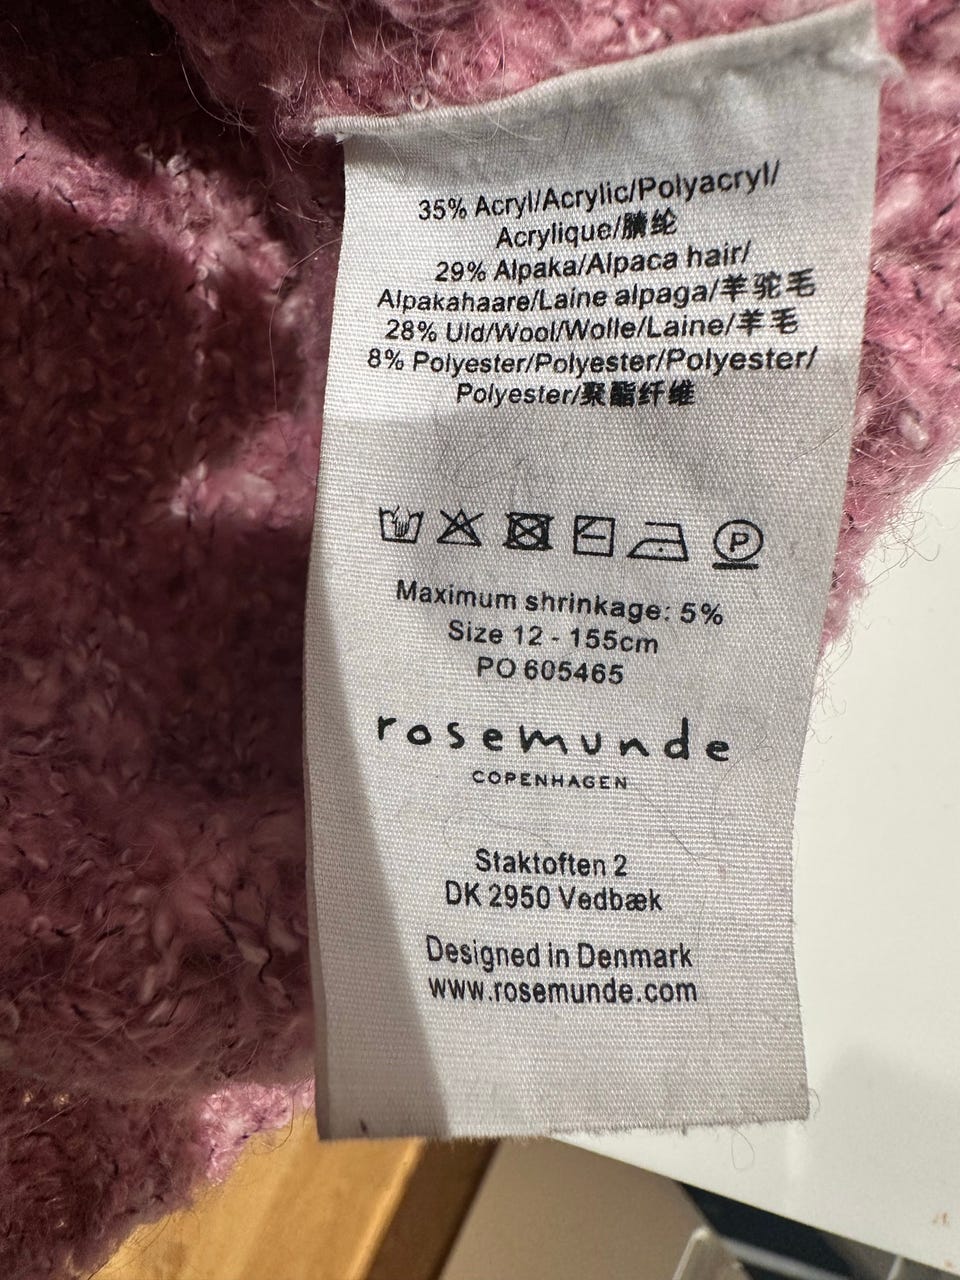 35% Acryl/Acrylic/Polyacryl/
Acrylique/腈纶
29% Alpaka/Alpaca hair/
Alpakahaare/Laine alpaga/羊驼毛
28% Uld/Wool/Wolle/Laine/羊毛
8% Polyester/Polyester/Polyester/
Polyester/聚酯纤维
P
Maximum shrinkage: 5%
Size 12 - 155cm
PO 605465
rosemunde
COPENHAGEN
Staktoften 2
DK 2950 Vedbæk
Designed in Denmark
www.rosemunde.com